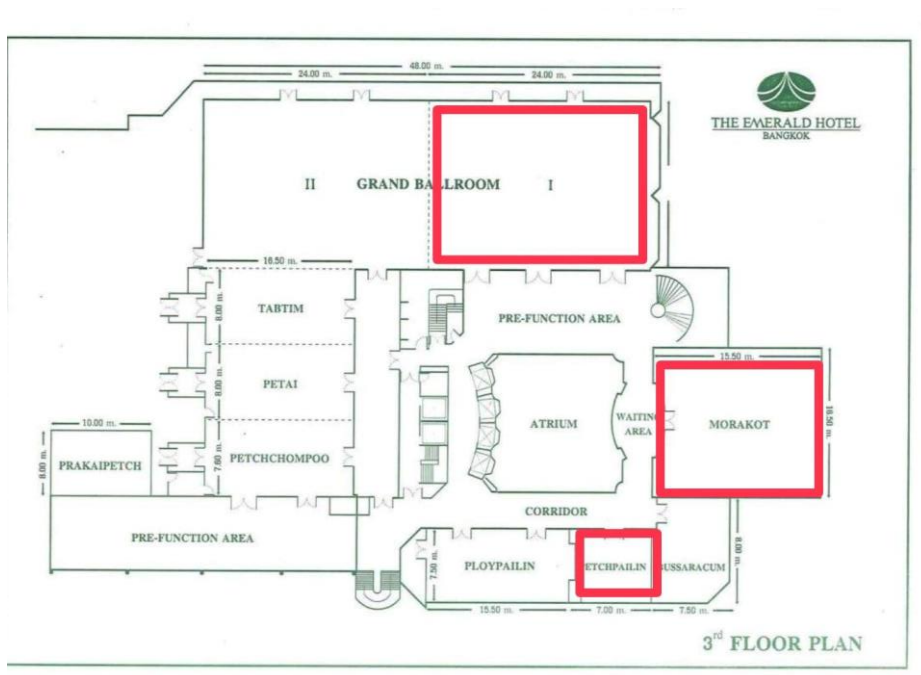 48.00 m.
24.00 m.
24.00 m.
THE EMERALD HOTEL
BANGKOK
II
GRAND BALLROOM
I
16.50 m.
8.00 m.
TABTIM
PRE-FUNCTION AREA
15.50 m.
8.00 m.
PETAI
ATRIUM
WAITING
AREA
MORAKOT
16.50 m.
10.00 m.
8.00 m.
PRAKAIPETCH
7.60 m.
PETCHCHOMPOO
CORRIDOR
PRE-FUNCTION AREA
7.50 m.
PLOYPAILIN
ETCHPAILIN
BUSSARACUM
8.00 m.
15.50 m.
7.00 m.
7.50 m.
3rd FLOOR PLAN